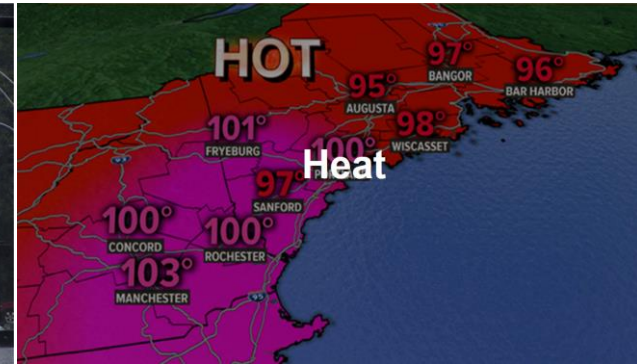 HOT
97°
BANGOR
96°
BAR HARBOR
95°
AUGUSTA
98°
WISCASSET
101°
FRYEBURG
100°
Heat
97°
SANFORD
100°
CONCORD
100°
ROCHESTER
103°
MANCHESTER
95